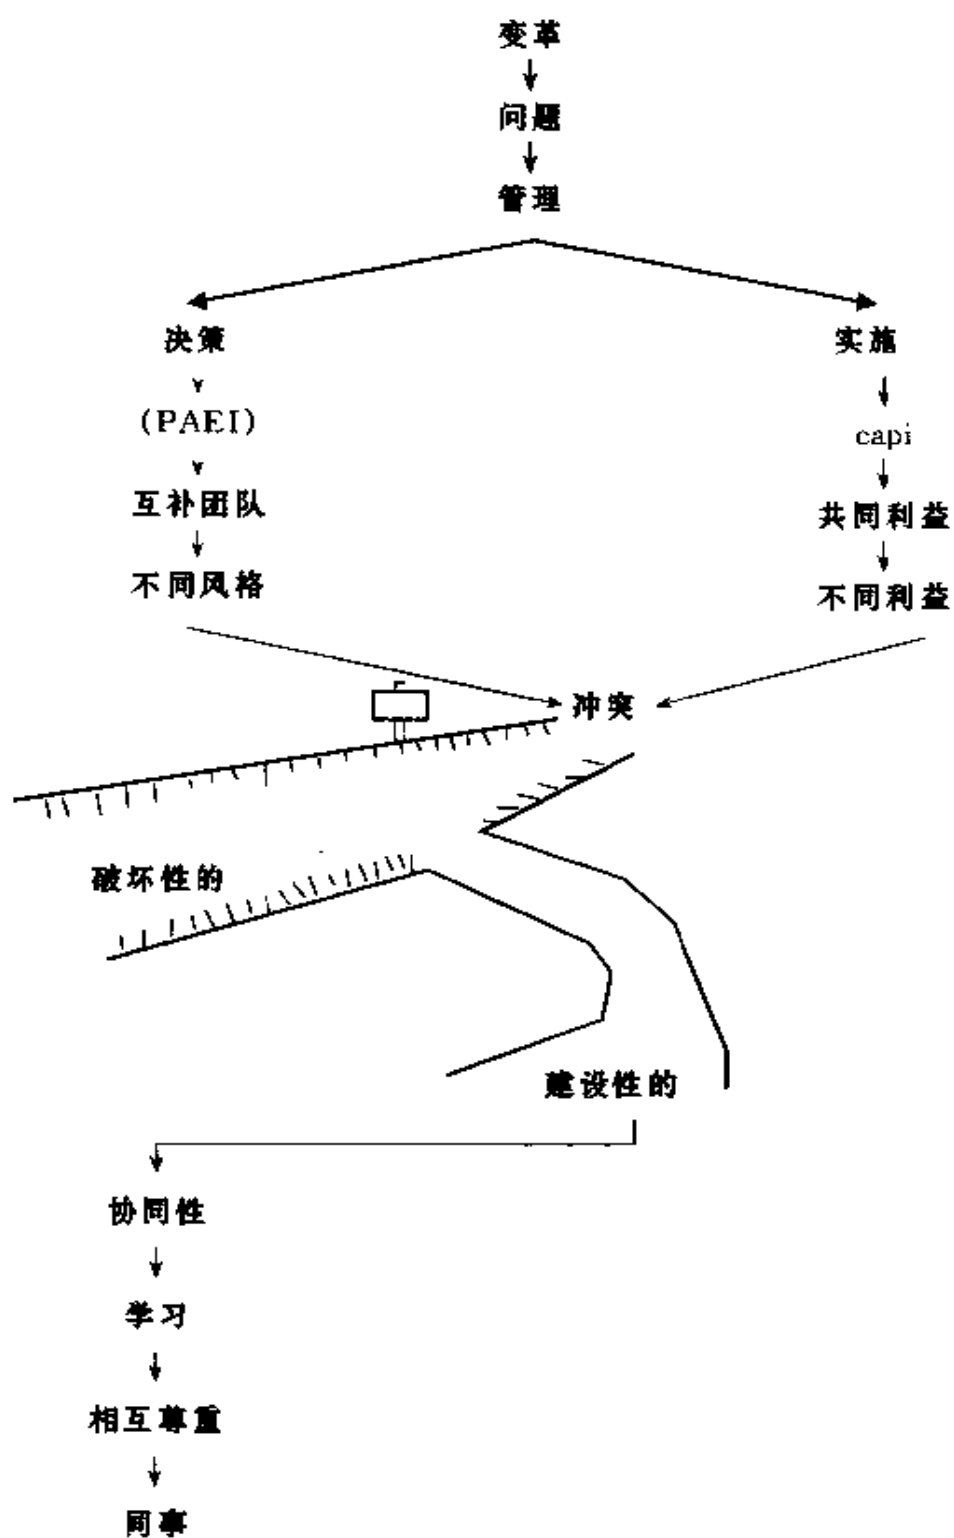 变革
问题
管理
决策
(PAEI)
互补团队
不同风格
实施
capi
共同利益
不同利益
冲突
破坏性的
建设性的
协同性
学习
相互尊重
同事